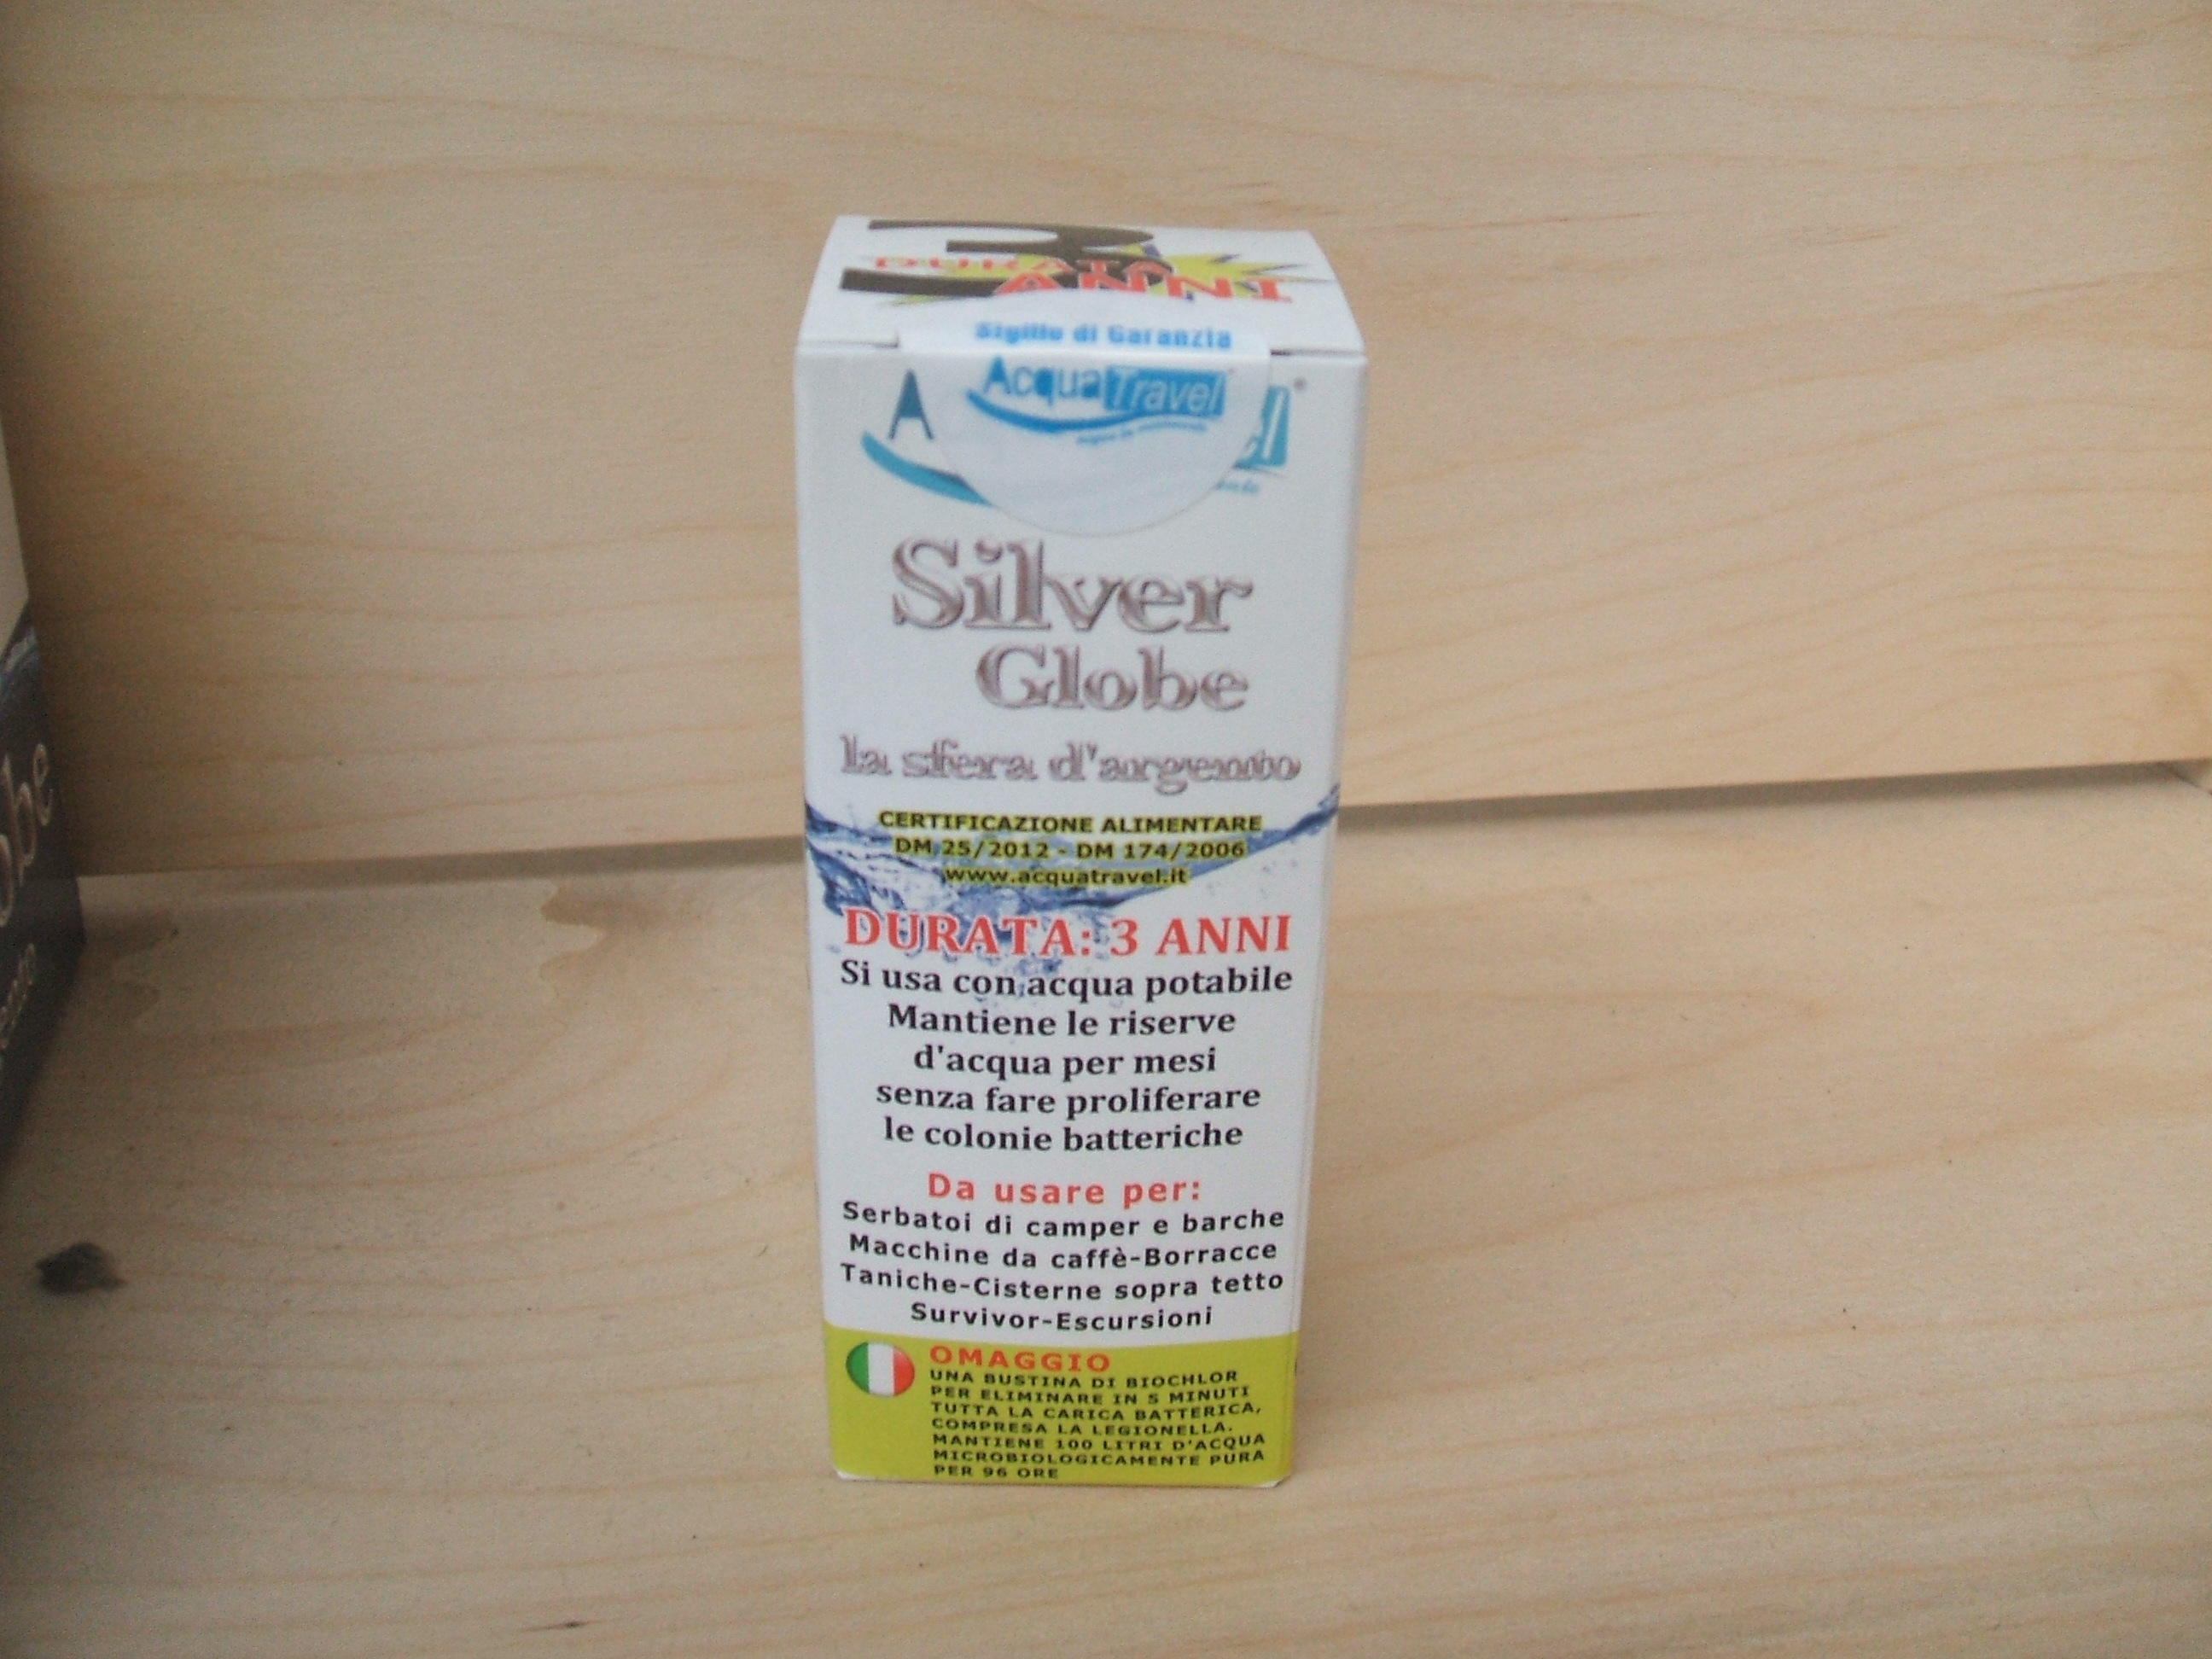 3
DURATA
ANNI
Sigillo di Garanzia
AcquaTravel
A
el®
Silver
Globe
la sfera d'argento
CERTIFICAZIONE ALIMENTARE
DM 25/2012 - DM 174/2006
www.acquatravel.it
DURATA: 3 ANNI
Si usa con acqua potabile
Mantiene le riserve
d'acqua per mesi
senza fare proliferare
le colonie batteriche
Da usare per:
Serbatoi di camper e barche
Macchine da caffè-Borracce
Taniche-Cisterne sopra tetto
Survivor-Escursioni
OMAGGIO
UNA BUSTINA DI BIOCHLOR
PER ELIMINARE IN 5 MINUTI
TUTTA LA CARICA BATTERICA,
COMPRESA LA LEGIONELLA.
MANTIENE 100 LITRI D'ACQUA
MICROBIOLOGICAMENTE PURA
PER 96 ORE
obe